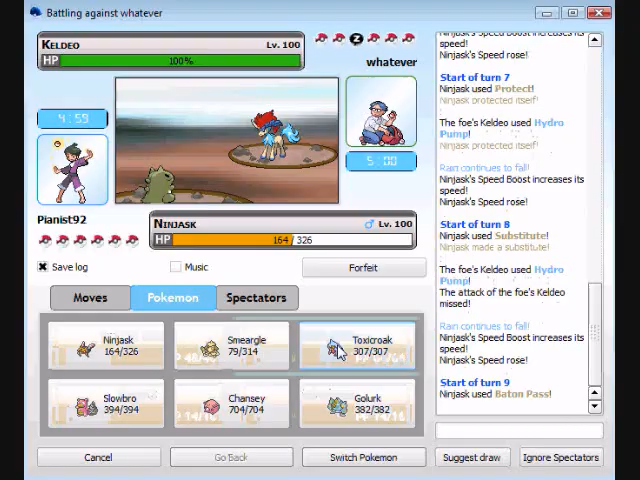 Battling against whatever
KELDEO Lv. 100
HP 100%
whatever
4:59
5:00
Pianist92
NINJASK Lv. 100
HP 164 / 326
Save log
Music
Forfeit
Moves
Pokemon
Spectators
Ninjask
164/326
Smeargle
79/314
Toxicroak
307/307
Slowbro
394/394
Chansey
704/704
Golurk
382/382
Cancel
Go Back
Switch Pokemon
Suggest draw
Ignore Spectators
Ninjask's Speed Boost increases its
speed!
Ninjask's Speed rose!
Start of turn 7
Ninjask used Protect!
Ninjask protected itself!
The foe's Keldeo used Hydro
Pump!
Ninjask protected itself!
Rain continues to fall!
Ninjask's Speed Boost increases its
speed!
Ninjask's Speed rose!
Start of turn 8
Ninjask used Substitute!
Ninjask made a substitute!
The foe's Keldeo used Hydro
Pump!
The attack of the foe's Keldeo
missed!
Rain continues to fall!
Ninjask's Speed Boost increases its
speed!
Ninjask's Speed rose!
Start of turn 9
Ninjask used Baton Pass!